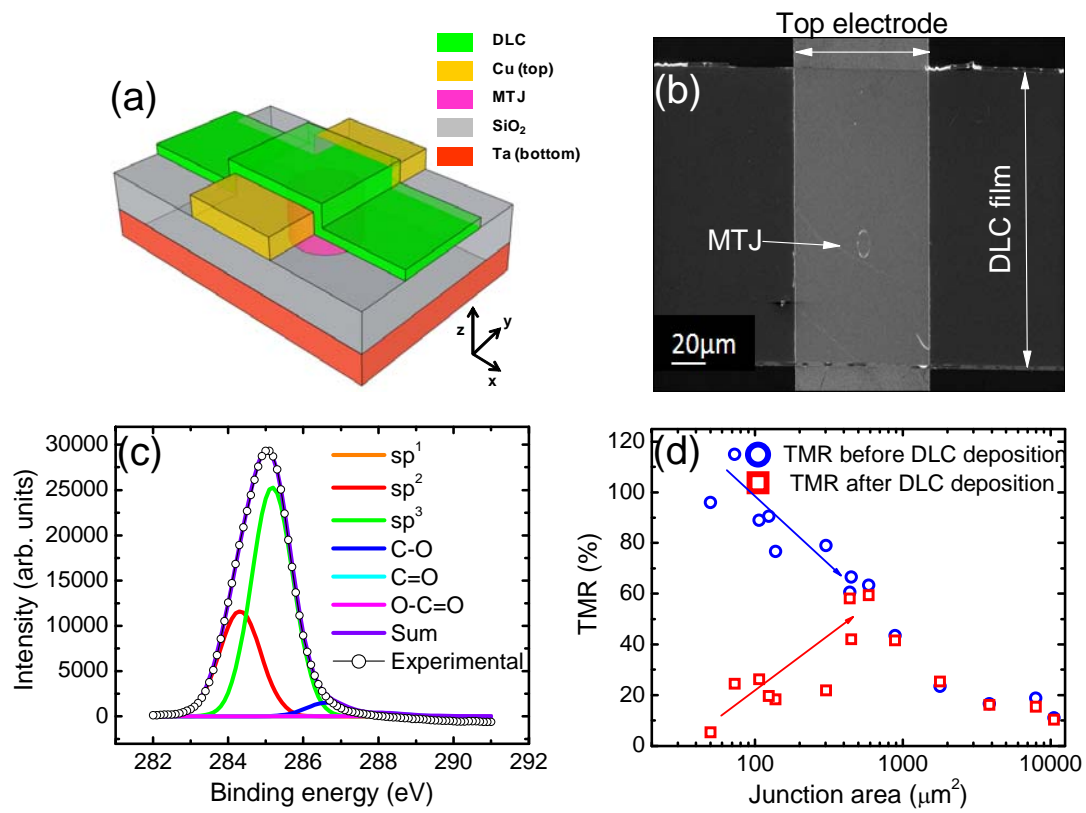 (a)
DLC
Cu (top)
MTJ
SiO₂
Ta (bottom)
z
y
x
Top electrode
(b)
MTJ
DLC film
20μm
(c)
30000
25000
20000
15000
10000
5000
0
282
284
286
288
290
292
Intensity (arb. units)
Binding energy (eV)
sp¹
sp²
sp³
C-O
C=O
O-C=O
Sum
Experimental
(d)
TMR before DLC deposition
TMR after DLC deposition
120
100
80
60
40
20
0
100
1000
10000
TMR (%)
Junction area (μm²)